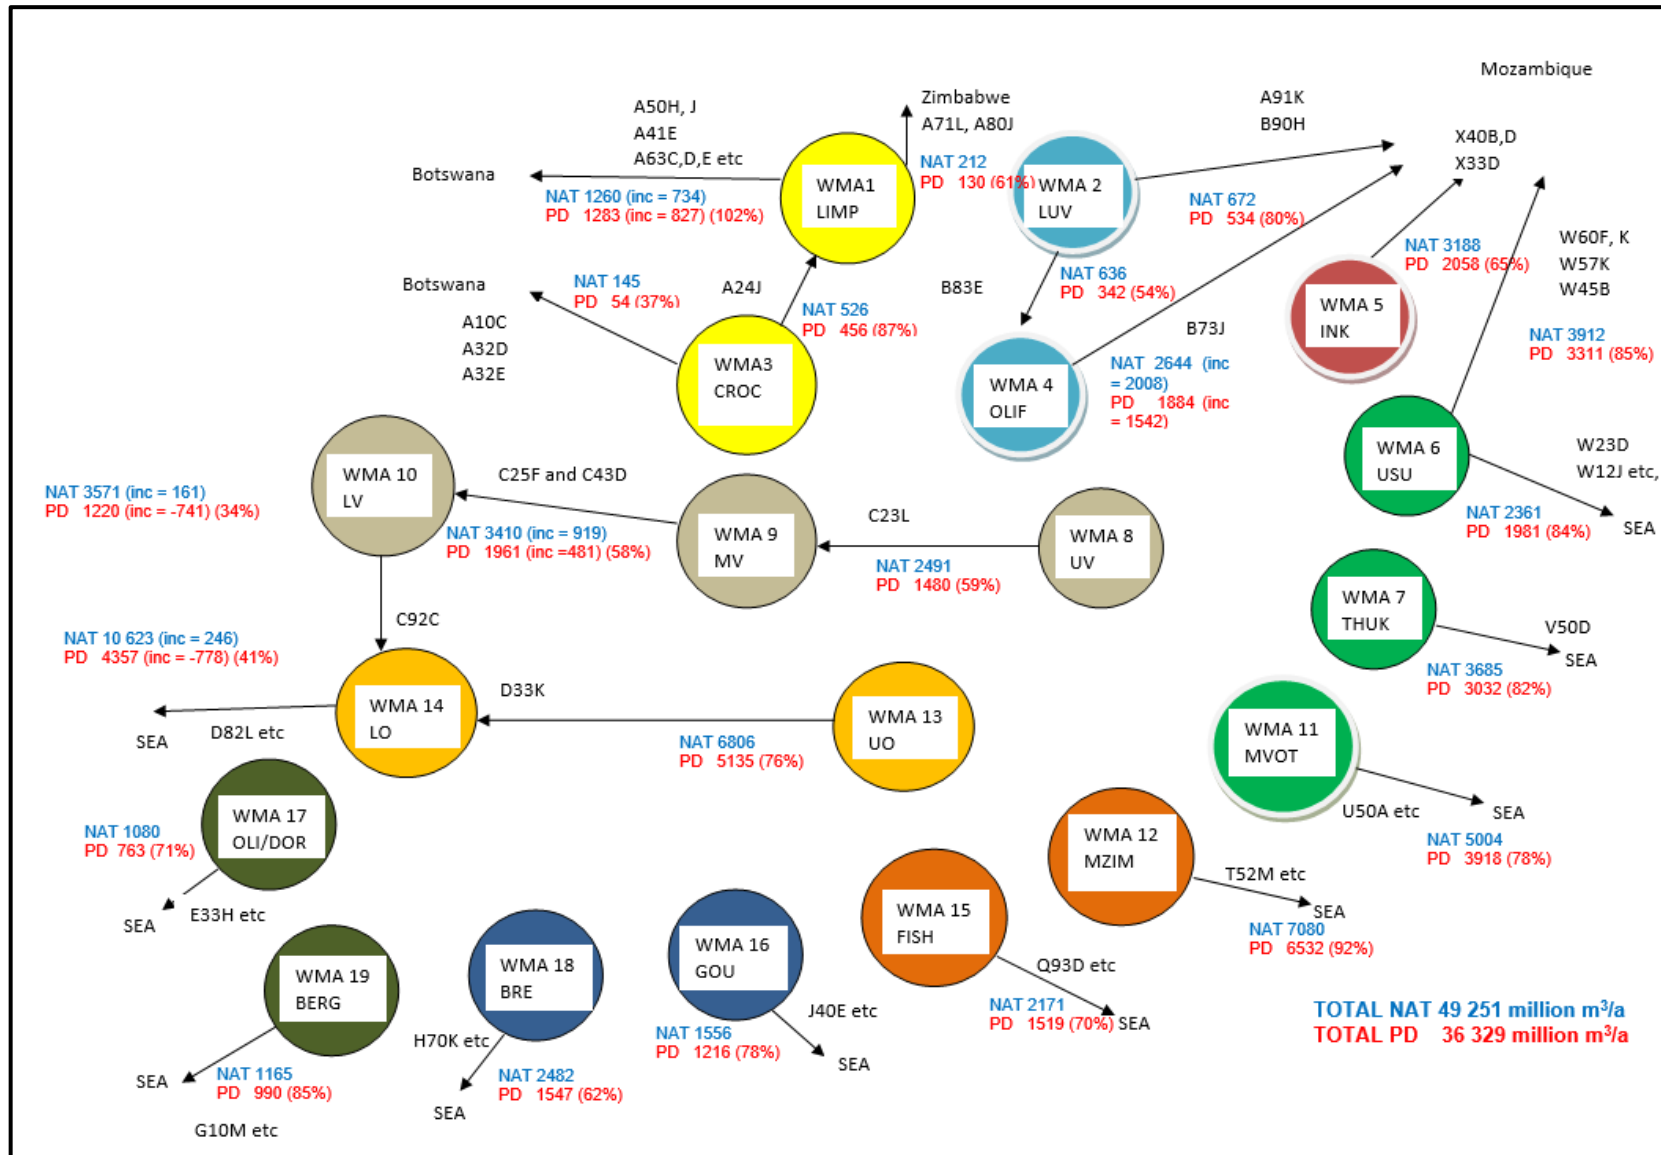 Mozambique
A50H, J
A41E
A63C,D,E etc
Zimbabwe
A71L, A80J
A91K
B90H
X40B,D
X33D
Botswana
WMA1
LIMP
NAT 212
PD 130 (61%)
WMA 2
LUV
NAT 1260 (inc = 734)
PD 1283 (inc = 827) (102%)
NAT 672
PD 534 (80%)
NAT 3188
PD 2058 (65%)
W60F, K
W57K
W45B
Botswana
NAT 145
PD 54 (37%)
A24J
B83E
NAT 636
PD 342 (54%)
WMA 5
INK
A10C
A32D
A32E
NAT 526
PD 456 (87%)
B73J
NAT 3912
PD 3311 (85%)
WMA3
CROC
WMA 4
OLIF
NAT 2644 (inc
= 2008)
PD 1884 (inc
= 1542)
WMA 6
USU
W23D
W12J etc,
WMA 10
LV
C25F and C43D
NAT 3571 (inc = 161)
PD 1220 (inc = -741) (34%)
NAT 3410 (inc = 919)
PD 1961 (inc =481) (58%)
C23L
NAT 2361
PD 1981 (84%)
SEA
WMA 9
MV
WMA 8
UV
NAT 2491
PD 1480 (59%)
WMA 7
THUK
C92C
V50D
SEA
NAT 10 623 (inc = 246)
PD 4357 (inc = -778) (41%)
NAT 3685
PD 3032 (82%)
D33K
WMA 14
LO
WMA 13
UO
WMA 11
MVOT
SEA
D82L etc
NAT 6806
PD 5135 (76%)
U50A etc
SEA
WMA 17
OLI/DOR
NAT 1080
PD 763 (71%)
WMA 12
MZIM
NAT 5004
PD 3918 (78%)
T52M etc
SEA
E33H etc
SEA
WMA 15
FISH
NAT 7080
PD 6532 (92%)
WMA 19
BERG
WMA 18
BRE
WMA 16
GOU
Q93D etc
J40E etc
NAT 2171
PD 1519 (70%)
SEA
TOTAL NAT 49 251 million m³/a
TOTAL PD 36 329 million m³/a
H70K etc
NAT 1556
PD 1216 (78%)
SEA
SEA
NAT 1165
PD 990 (85%)
NAT 2482
PD 1547 (62%)
SEA
G10M etc